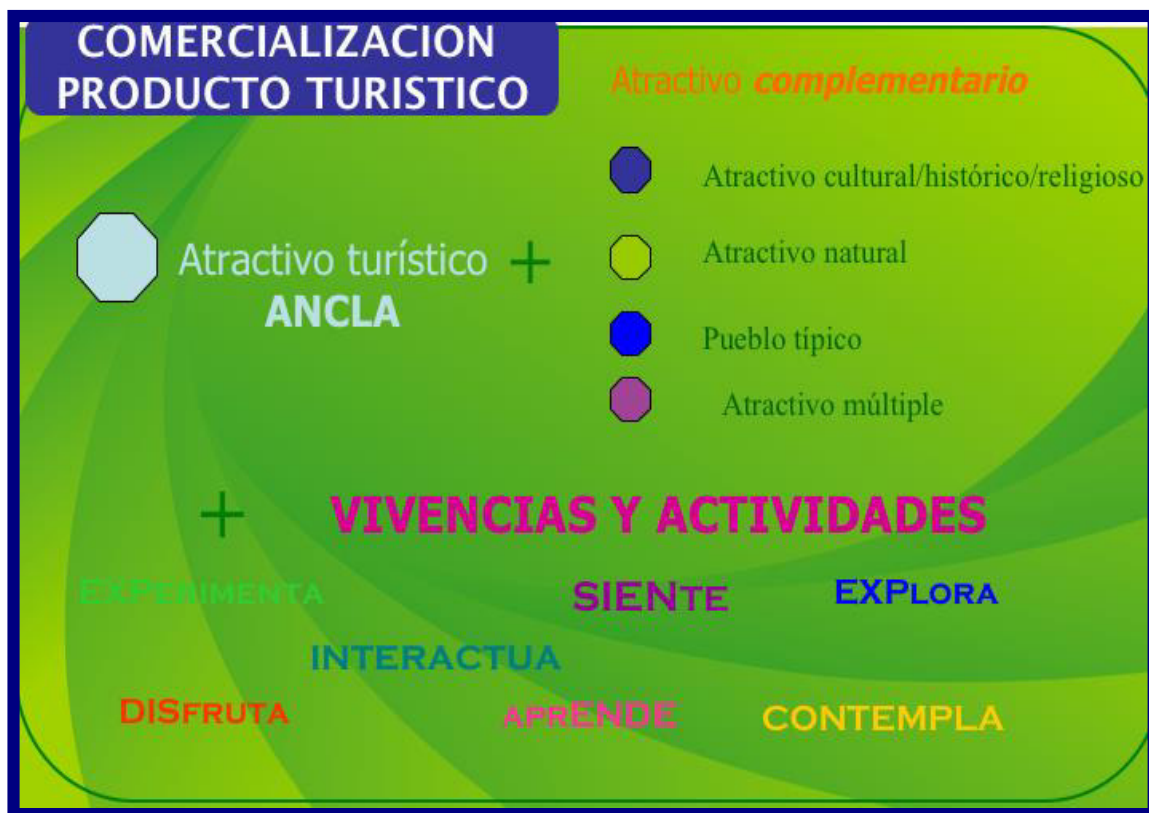 COMERCIALIZACION
PRODUCTO TURISTICO
Atractivo complementario
Atractivo cultural/histórico/religioso
Atractivo turístico +
ANCLA
Atractivo natural
Pueblo típico
Atractivo múltiple
+ VIVENCIAS Y ACTIVIDADES
EXPERIMENTA
SIENTE
EXPLORA
INTERACTUA
DISFRUTA
APRENDE
CONTEMPLA